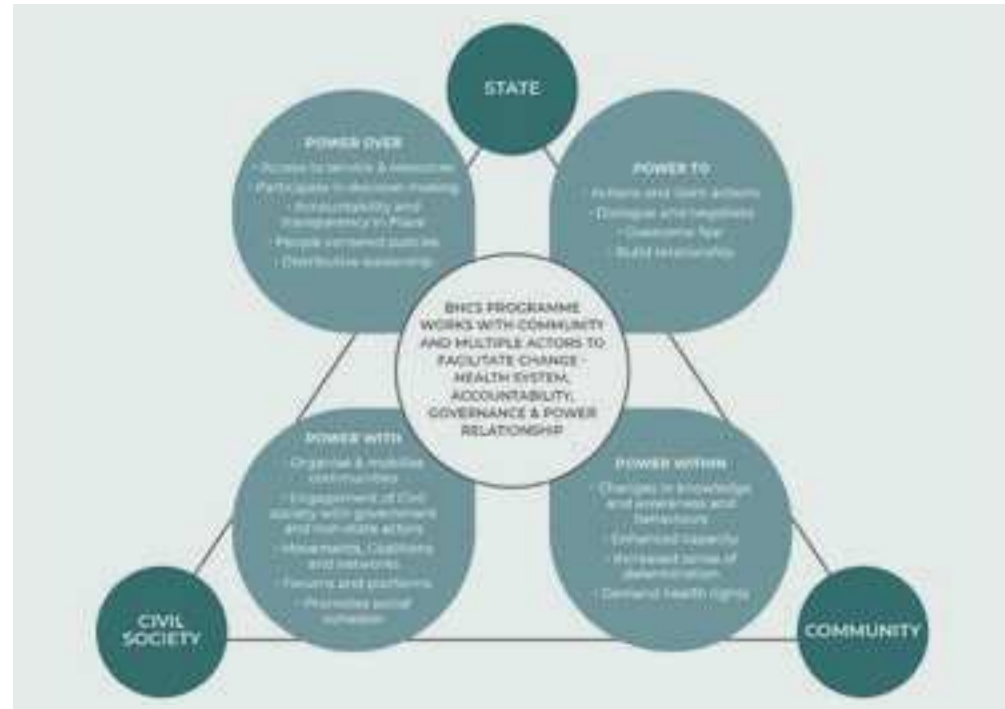 STATE
POWER OVER
• Access to service & resources
• Participate in decision making
• Accountability and
transparency in Place
• People centered policies
• Distributive leadership
POWER TO
• Actions and claim actions
• Dialogue and negotiate
• Overcome fear
• Build relationship
BHCS PROGRAMME
WORKS WITH COMMUNITY
AND MULTIPLE ACTORS TO
FACILITATE CHANGE -
HEALTH SYSTEM,
ACCOUNTABILITY,
GOVERNANCE & POWER
RELATIONSHIP
POWER WITH
• Organise & mobilise
communities
• Engagement of Civil
society with government
and non-state actors
• Movements, Coalitions
and networks
• Forums and platforms
• Promotes social
cohesion
POWER WITHIN
• Changes in knowledge
and awareness and
behaviours
• Enhanced capacity
• Increased sense of
determination
• Demand health rights
CIVIL
SOCIETY
COMMUNITY